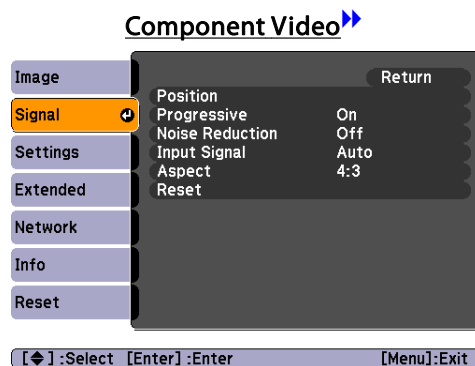 Component Video
Image
Signal
Settings
Extended
Network
Info
Reset
Return
Position
Progressive On
Noise Reduction Off
Input Signal Auto
Aspect 4:3
Reset
[◆] :Select [Enter] :Enter [Menu]:Exit